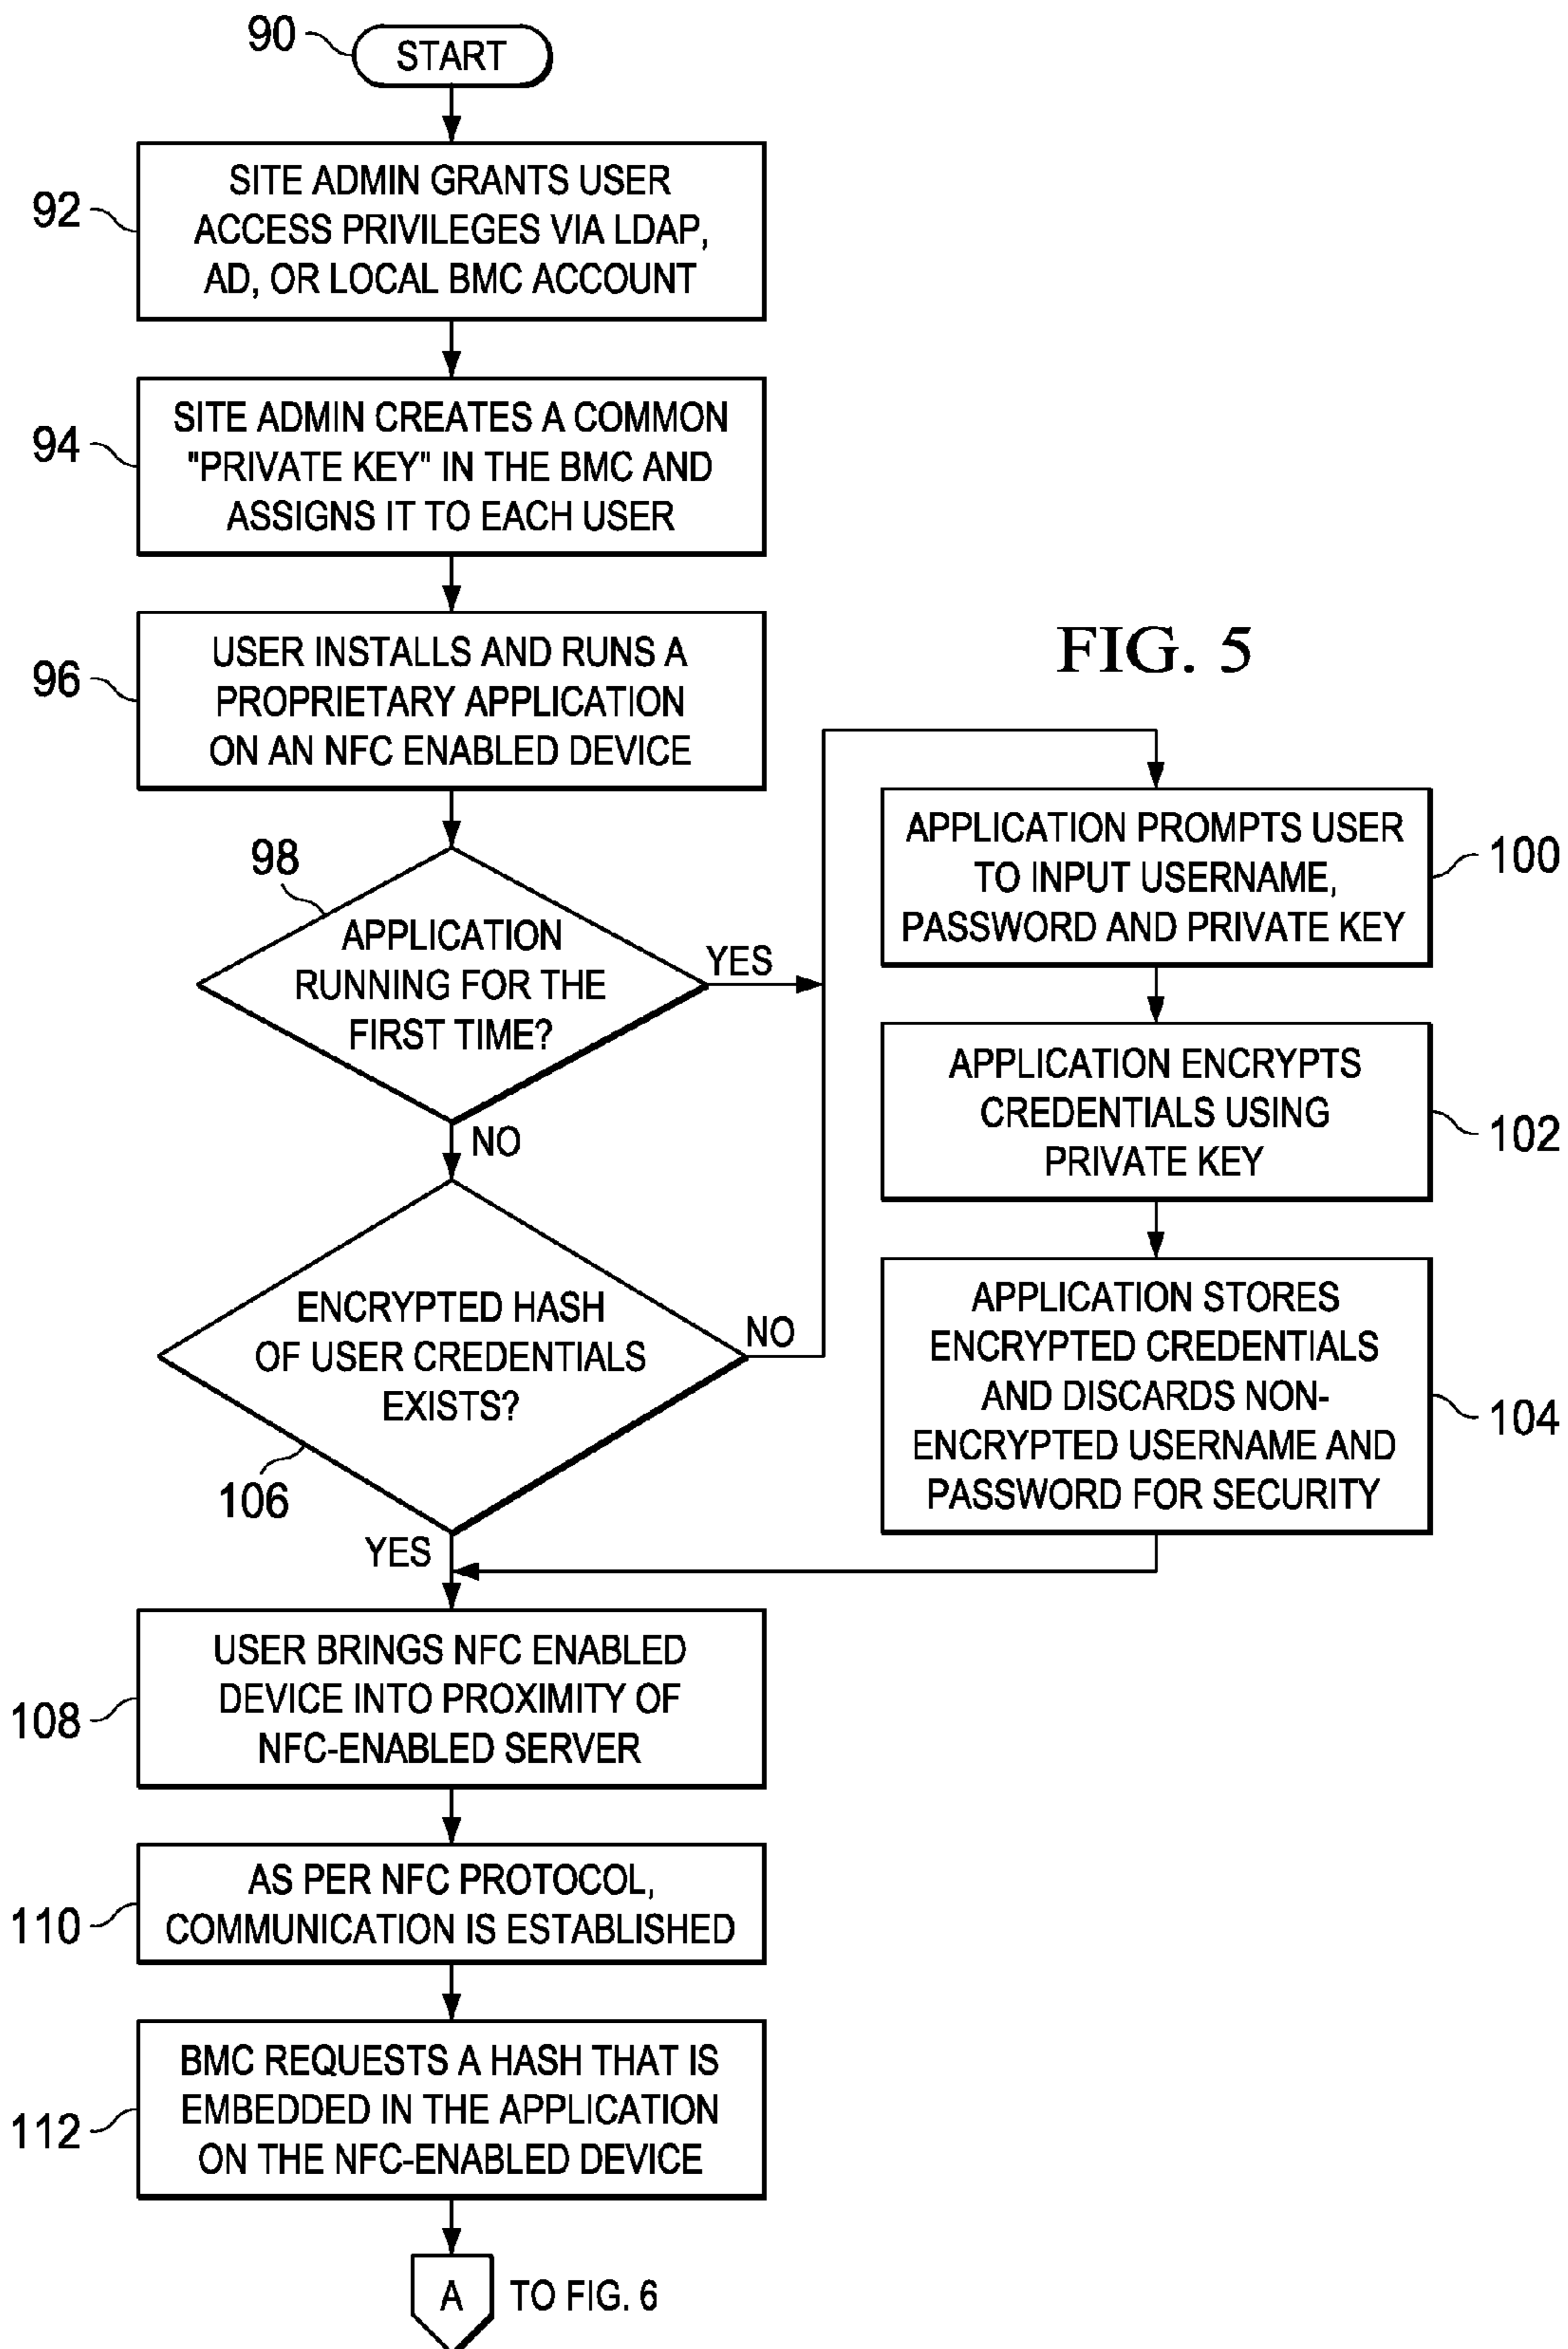 90
START
92
SITE ADMIN GRANTS USER
ACCESS PRIVILEGES VIA LDAP,
AD, OR LOCAL BMC ACCOUNT
94
SITE ADMIN CREATES A COMMON
"PRIVATE KEY" IN THE BMC AND
ASSIGNS IT TO EACH USER
96
USER INSTALLS AND RUNS A
PROPRIETARY APPLICATION
ON AN NFC ENABLED DEVICE
FIG. 5
98
APPLICATION
RUNNING FOR THE
FIRST TIME?
YES
NO
APPLICATION PROMPTS USER
TO INPUT USERNAME,
PASSWORD AND PRIVATE KEY
100
APPLICATION ENCRYPTS
CREDENTIALS USING
PRIVATE KEY
102
APPLICATION STORES
ENCRYPTED CREDENTIALS
AND DISCARDS NON-
ENCRYPTED USERNAME AND
PASSWORD FOR SECURITY
104
ENCRYPTED HASH
OF USER CREDENTIALS
EXISTS?
NO
106
YES
108
USER BRINGS NFC ENABLED
DEVICE INTO PROXIMITY OF
NFC-ENABLED SERVER
110
AS PER NFC PROTOCOL,
COMMUNICATION IS ESTABLISHED
112
BMC REQUESTS A HASH THAT IS
EMBEDDED IN THE APPLICATION
ON THE NFC-ENABLED DEVICE
A
TO FIG. 6